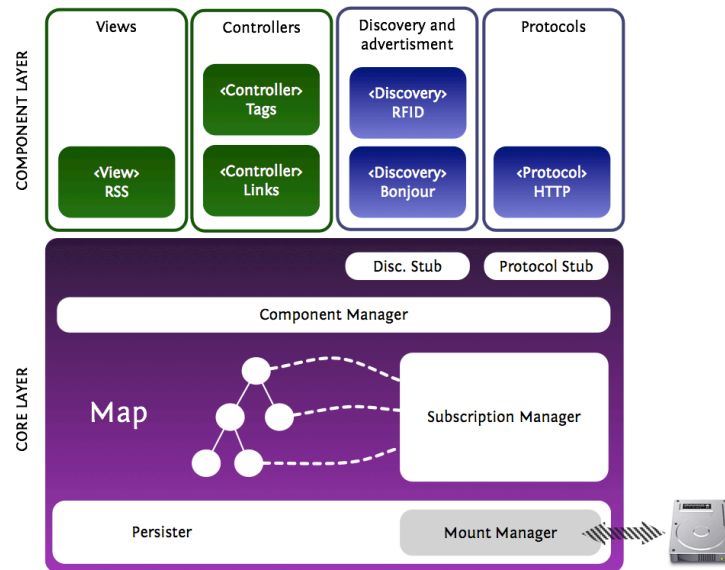 COMPONENT LAYER
Views
Controllers
Discovery and
advertisment
Protocols
<Controller>
Tags
<Discovery>
RFID
<View>
RSS
<Controller>
Links
<Discovery>
Bonjour
<Protocol>
HTTP
CORE LAYER
Disc. Stub
Protocol Stub
Component Manager
Map
Subscription Manager
Persister
Mount Manager